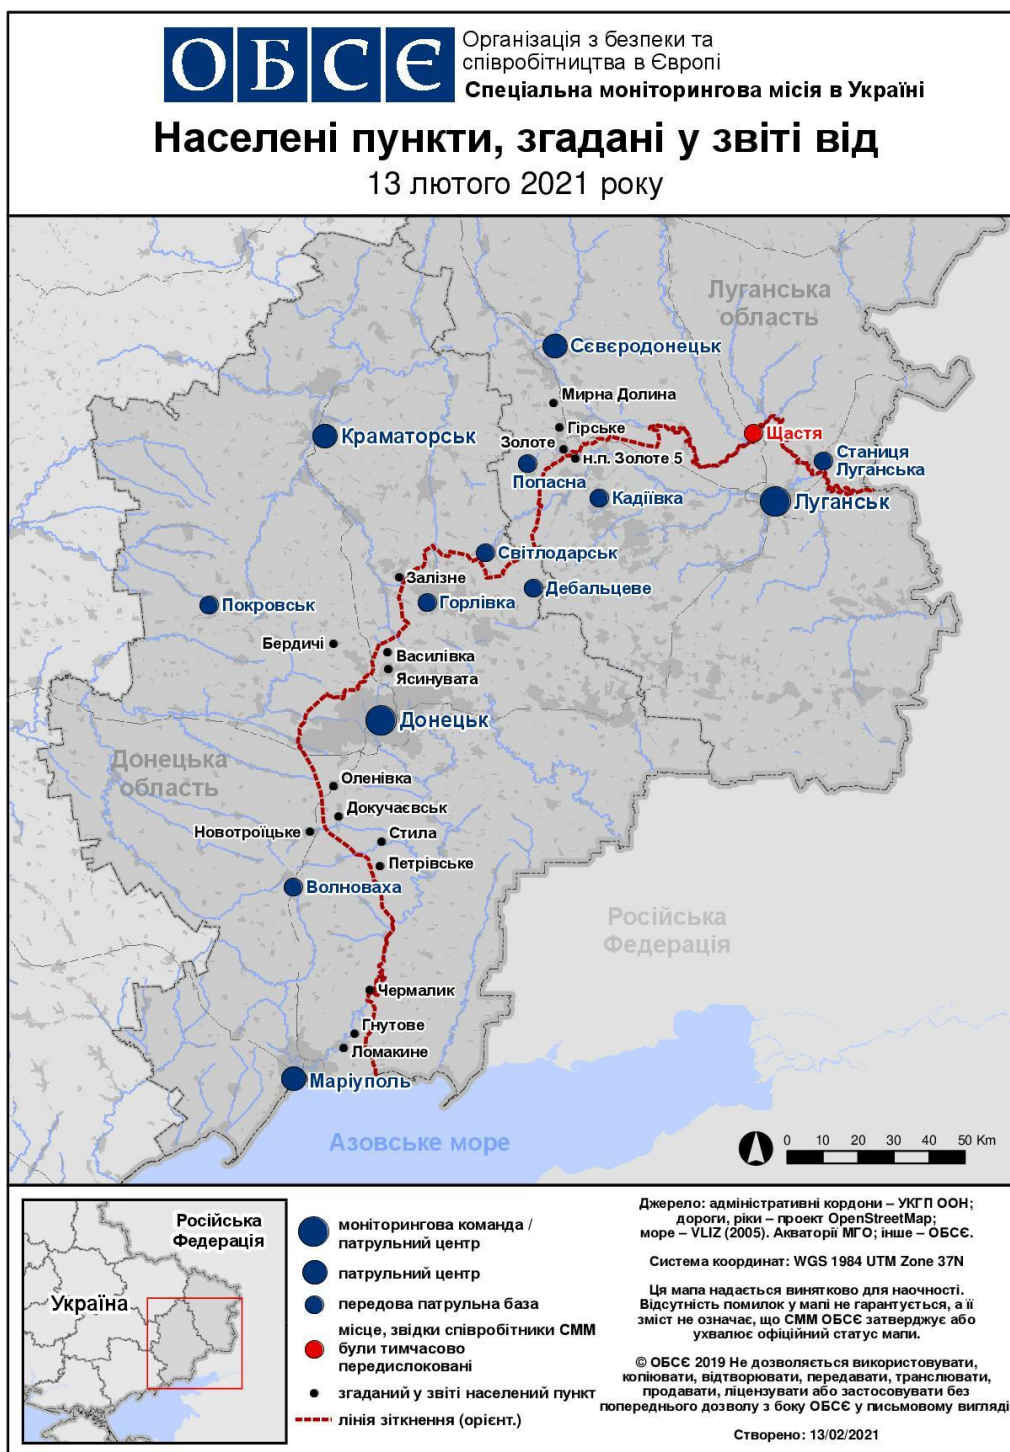 ОБСЄ
Організація з безпеки та
співробітництва в Європі
Спеціальна моніторингова місія в Україні
Населені пункти, згадані у звіті від
13 лютого 2021 року
Луганська
область
Сєвєродонецьк
Мирна Долина
Гірське
Щастя
Краматорськ
Золоте
н.п. Золоте 5
Станиця
Луганська
Попасна
Кадіївка
Луганськ
Світлодарськ
Залізне
Дебальцеве
Покровськ
Горлівка
Бердичі
Василівка
Ясинувата
Донецьк
Донецька
область
Оленівка
Докучаєвськ
Новотроїцьке
Стила
Петрівське
Волноваха
Російська
Федерація
Чермалик
Гнутове
Ломакине
Маріуполь
Азовське море
0 10 20 30 40 50 Km
Російська
Федерація
Україна
моніторингова команда /
патрульний центр
патрульний центр
передова патрульна база
місце, звідки співробітники СММ
були тимчасово
передислоковані
згаданий у звіті населений пункт
лінія зіткнення (орієнт.)
Джерело: адміністративні кордони – УКГП ООН;
дороги, ріки – проект OpenStreetMap;
море – VLIZ (2005). Акваторії МГО; інше – ОБСЄ.
Система координат: WGS 1984 UTM Zone 37N
Ця мапа надається винятково для наочності.
Відсутність помилок у мапі не гарантується, а її
зміст не означає, що СММ ОБСЄ затверджує або
ухвалює офіційний статус мапи.
© ОБСЄ 2019 Не дозволяється використовувати,
копіювати, відтворювати, передавати, транслювати,
продавати, ліцензувати або застосовувати без
попереднього дозволу з боку ОБСЄ у письмовому вигляді
Створено: 13/02/2021